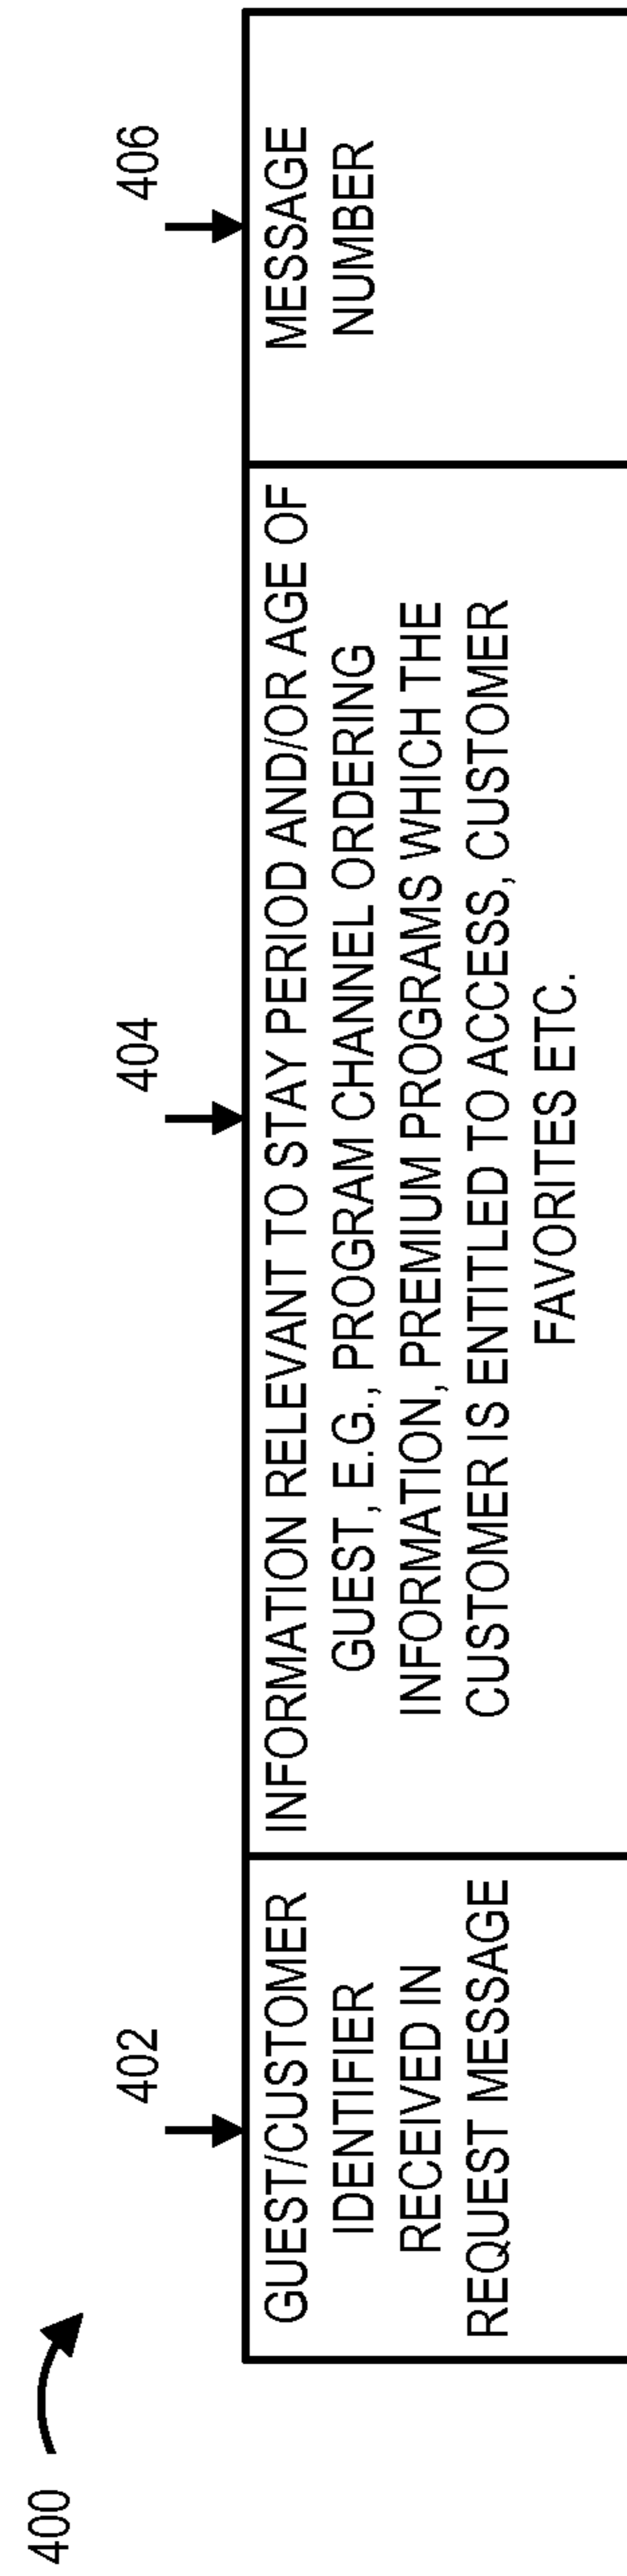 400
402
GUEST/CUSTOMER
IDENTIFIER
RECEIVED IN
REQUEST MESSAGE
404
INFORMATION RELEVANT TO STAY PERIOD AND/OR AGE OF
GUEST, E.G., PROGRAM CHANNEL ORDERING
INFORMATION, PREMIUM PROGRAMS WHICH THE
CUSTOMER IS ENTITLED TO ACCESS, CUSTOMER
FAVORITES ETC.
406
MESSAGE
NUMBER